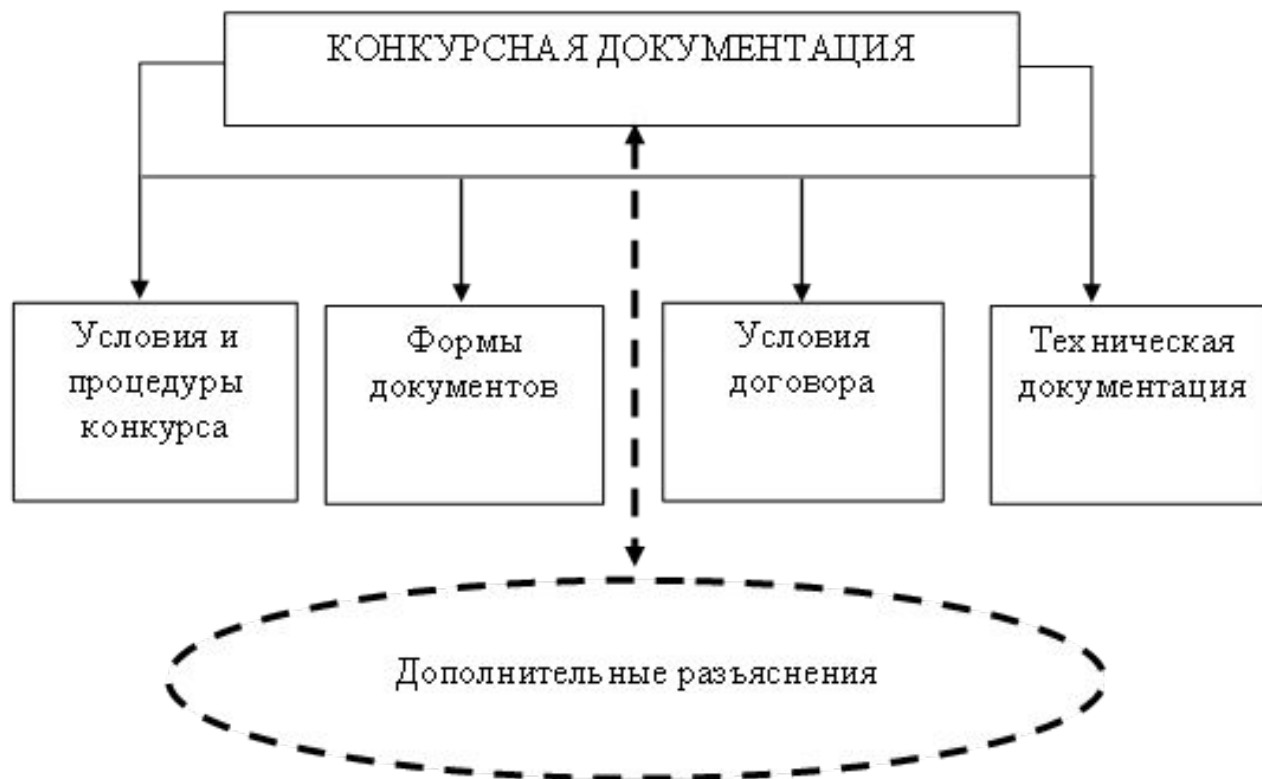 КОНКУРСНАЯ ДОКУМЕНТАЦИЯ
Условия и
процедуры
конкурса
Формы
документов
Условия
договора
Техническая
документация
Дополнительные разъяснения